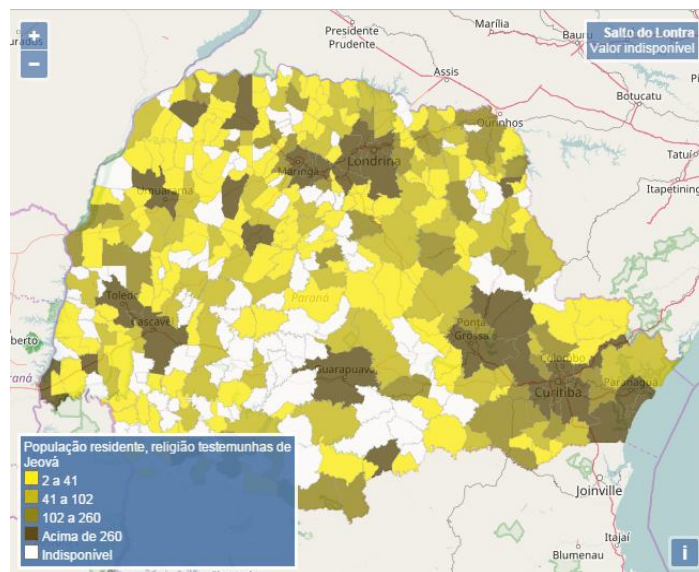 +
−
Salto do Lontra
Valor indisponível
Presidente
Prudente
Marília
Bauru
Assis
Botucatu
Ourinhos
Tatuí
Itapetining
Londrina
Maringá
Umuarama
Paraná
Toledo
Cascavel
Ponta
Grossa
Colombo
Curitiba
Paranaguá
Guarapuava
berto
Paraná
Joinville
Itajaí
Blumenau
População residente, religião testemunhas de
Jeová
2 a 41
41 a 102
102 a 260
Acima de 260
Indisponível
i